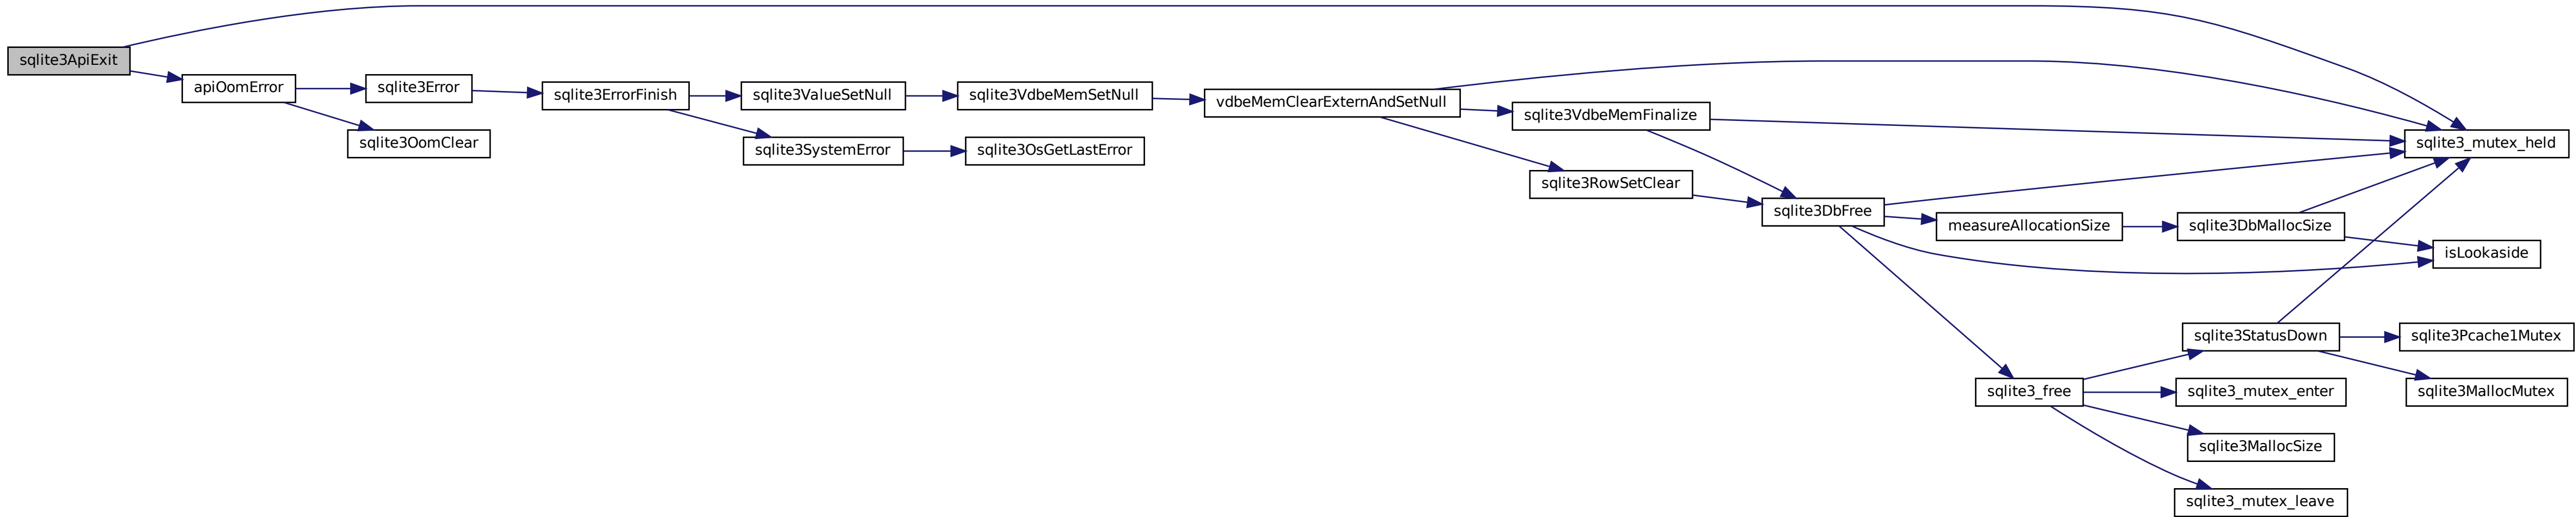 sqlite3ApiExit
apiOomError
sqlite3Error
sqlite3OomClear
sqlite3ErrorFinish
sqlite3ValueSetNull
sqlite3SystemError
sqlite3VdbeMemSetNull
sqlite3OsGetLastError
vdbeMemClearExternAndSetNull
sqlite3VdbeMemFinalize
sqlite3RowSetClear
sqlite3DbFree
measureAllocationSize
sqlite3_free
sqlite3DbMallocSize
sqlite3StatusDown
sqlite3_mutex_enter
sqlite3MallocSize
sqlite3_mutex_leave
sqlite3_mutex_held
isLookaside
sqlite3Pcache1Mutex
sqlite3MallocMutex